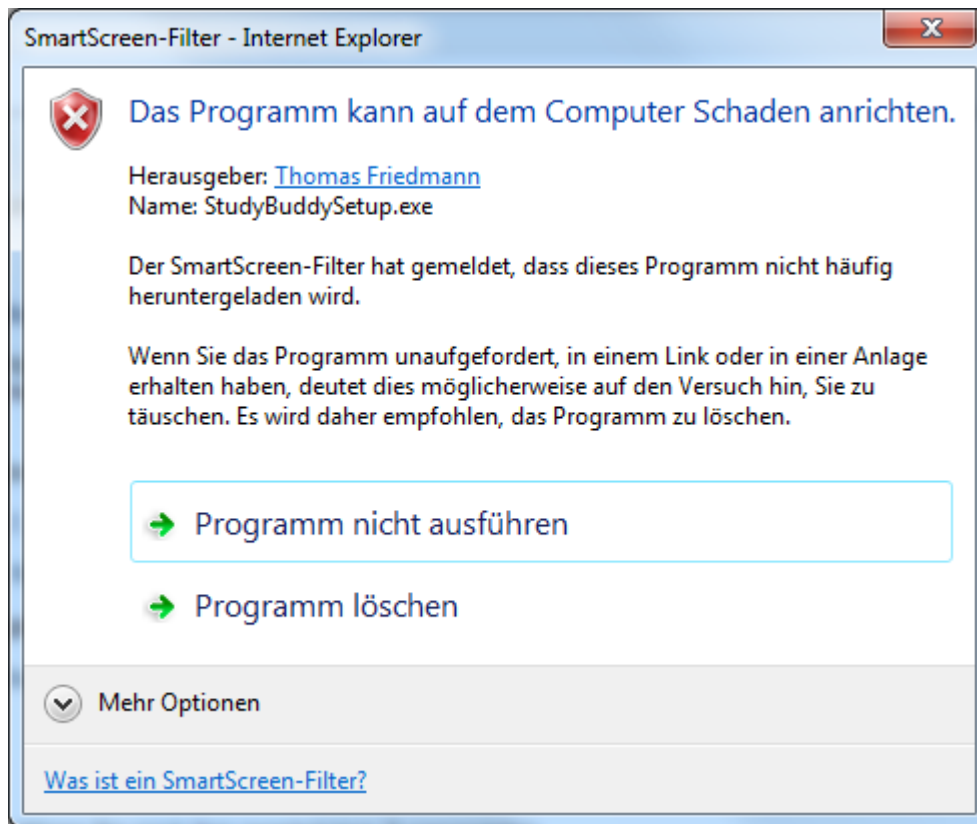 SmartScreen-Filter - Internet Explorer
Das Programm kann auf dem Computer Schaden anrichten.
Herausgeber: Thomas Friedmann
Name: StudyBuddySetup.exe
Der SmartScreen-Filter hat gemeldet, dass dieses Programm nicht häufig
heruntergeladen wird.
Wenn Sie das Programm unaufgefordert, in einem Link oder in einer Anlage
erhalten haben, deutet dies möglicherweise auf den Versuch hin, Sie zu
täuschen. Es wird daher empfohlen, das Programm zu löschen.
Programm nicht ausführen
Programm löschen
Mehr Optionen
Was ist ein SmartScreen-Filter?